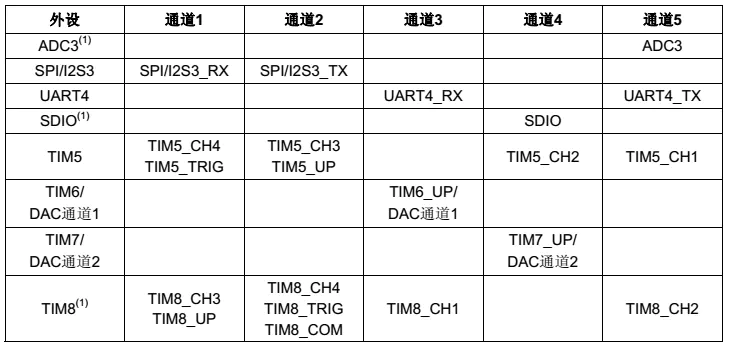 外设 通道1 通道2 通道3 通道4 通道5
ADC3(1) ADC3
SPI/I2S3 SPI/I2S3_RX SPI/I2S3_TX
UART4 UART4_RX UART4_TX
SDIO(1) SDIO
TIM5 TIM5_CH4 TIM5_CH3 TIM5_CH2 TIM5_CH1
TIM5_TRIG TIM5_UP
TIM6/ TIM6_UP/
DAC通道1 DAC通道1
TIM7/ TIM7_UP/
DAC通道2 DAC通道2
TIM8(1) TIM8_CH3 TIM8_CH4 TIM8_CH1 TIM8_CH2
TIM8_UP TIM8_TRIG
TIM8_COM